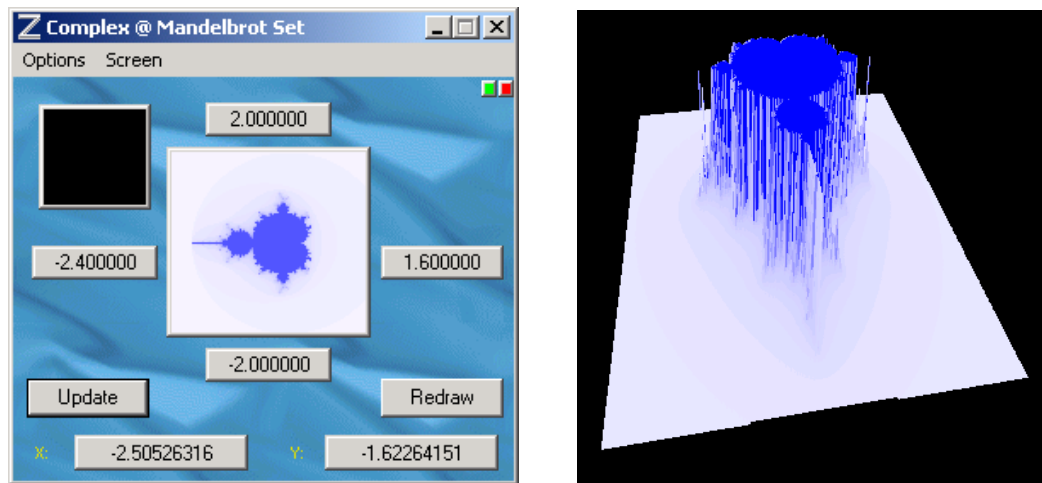 Z Complex @ Mandelbrot Set
Options Screen
2.000000
-2.400000
1.600000
-2.000000
Update
Redraw
X: -2.50526316 Y: -1.62264151